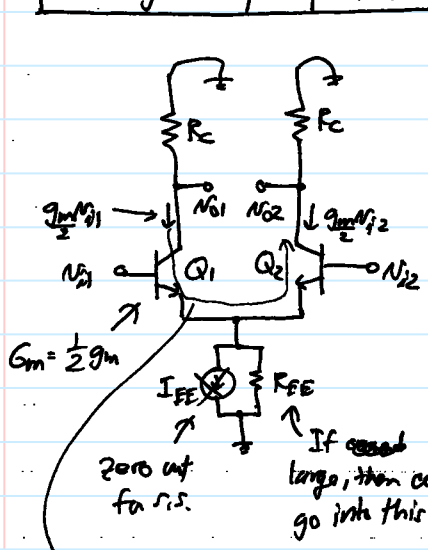 Rc
Rc
gm/2 vi1
vo1
vo2
gm/2 vi2
vi1
Q1
Q2
vi2
Gm = 1/2 gm
IEE
REE
zero out
for s.s.
If
large, then
go into this